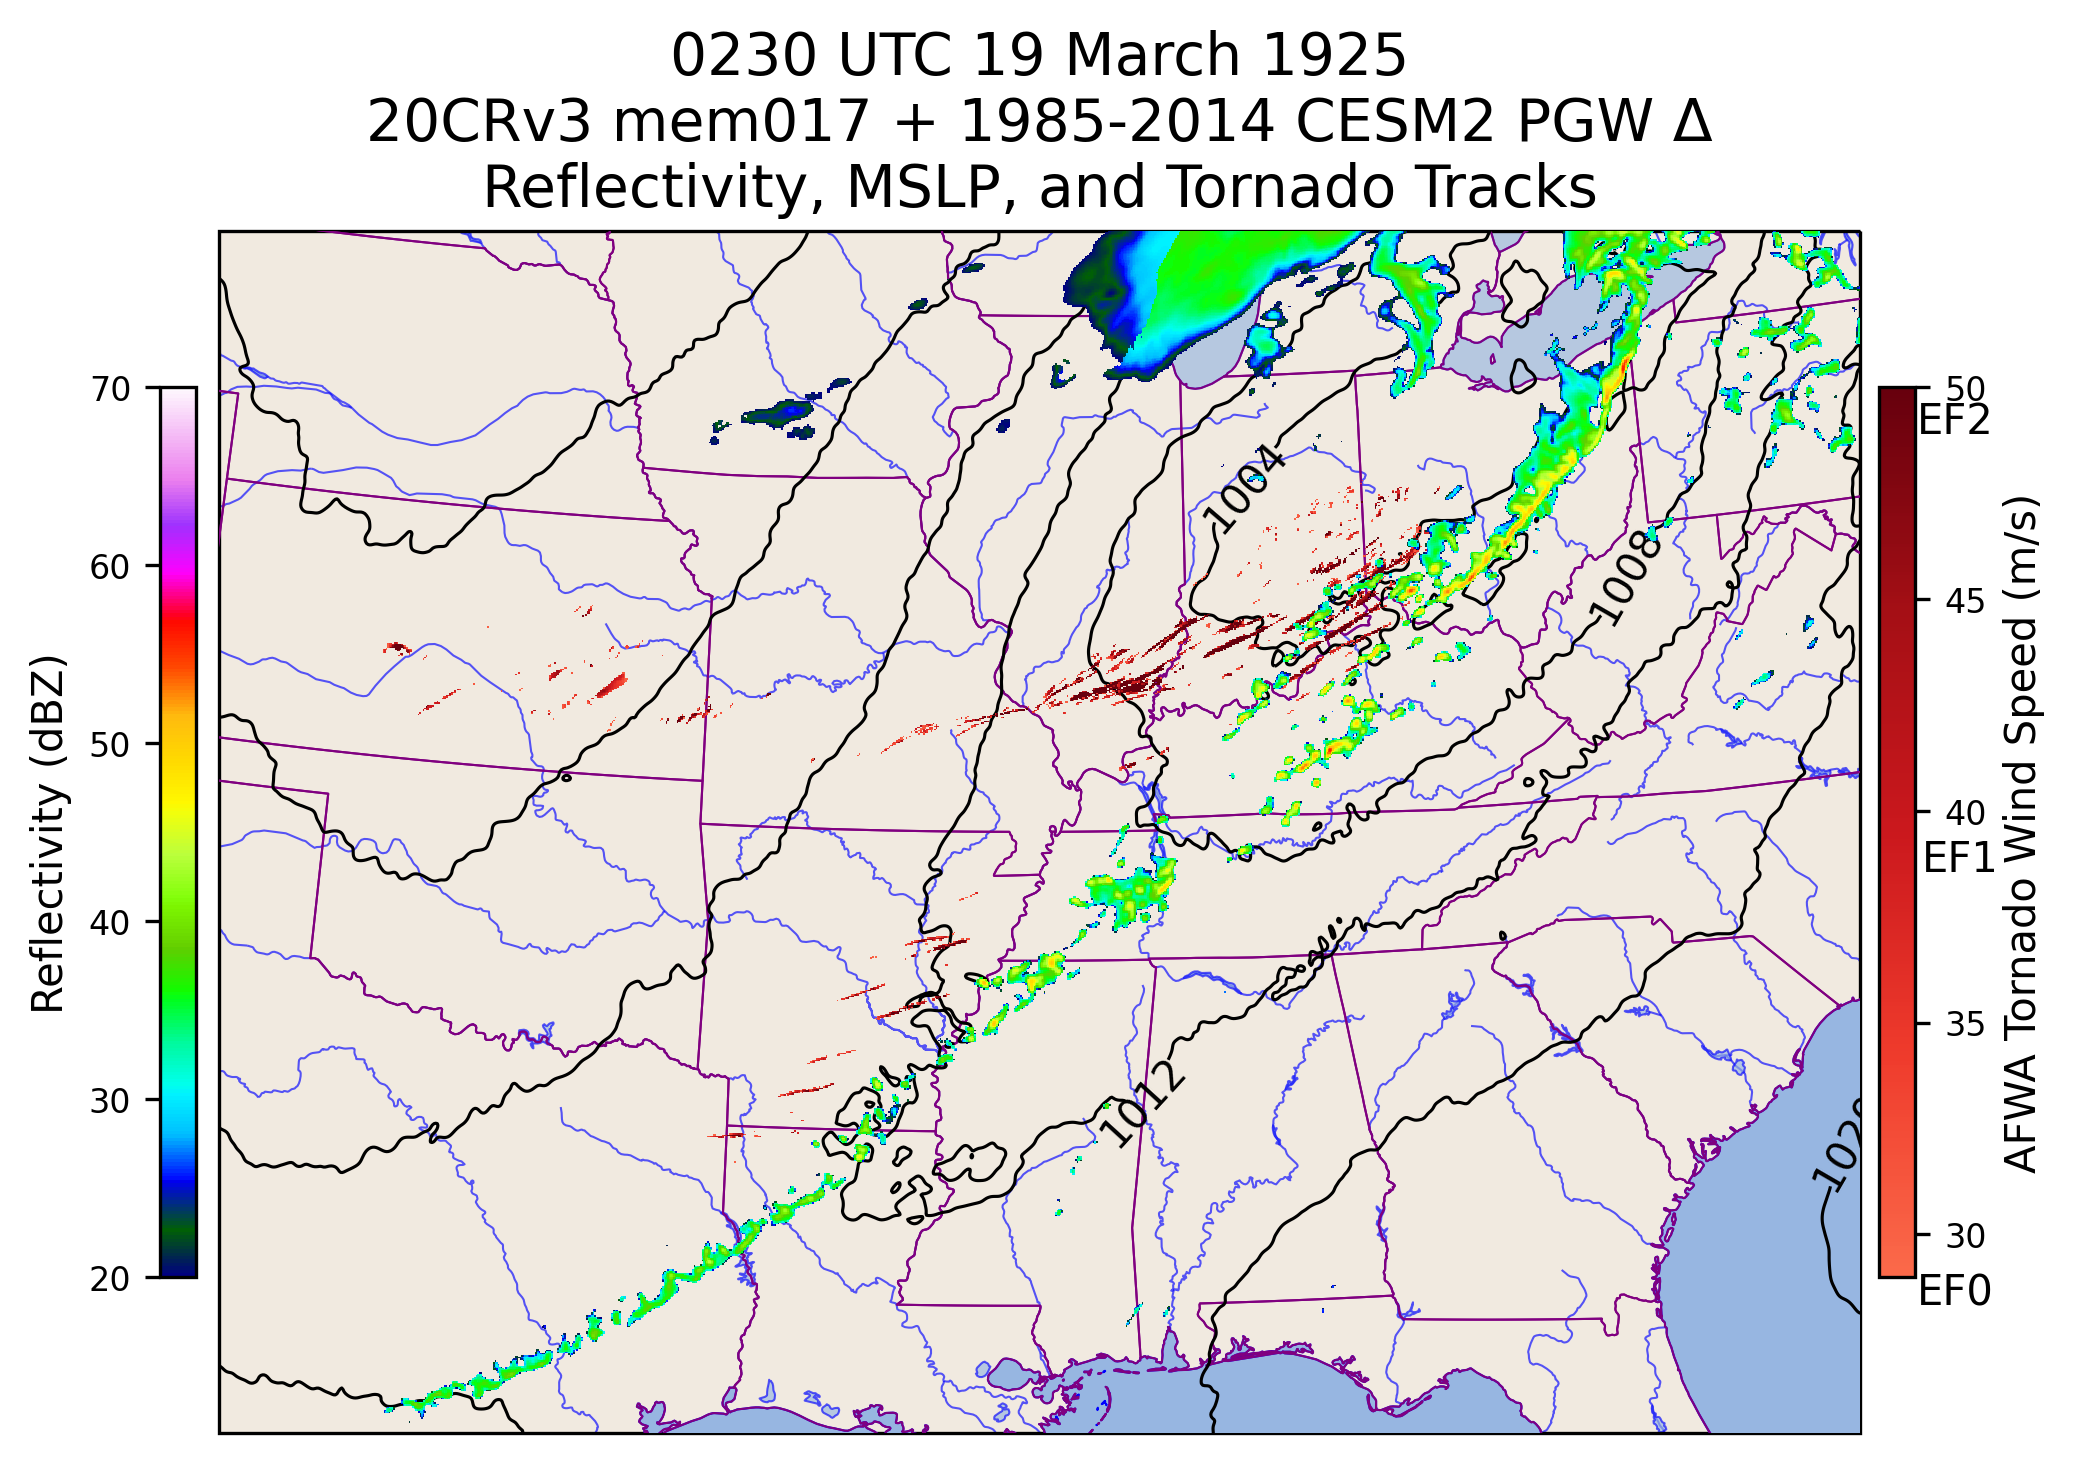 0230 UTC 19 March 1925
20CRv3 mem017 + 1985-2014 CESM2 PGW Δ
Reflectivity, MSLP, and Tornado Tracks
70
60
50
40
30
20
Reflectivity (dBZ)
1004
1008
1012
1020
50
EF2
45
40
EF1
35
30
EF0
AFWA Tornado Wind Speed (m/s)